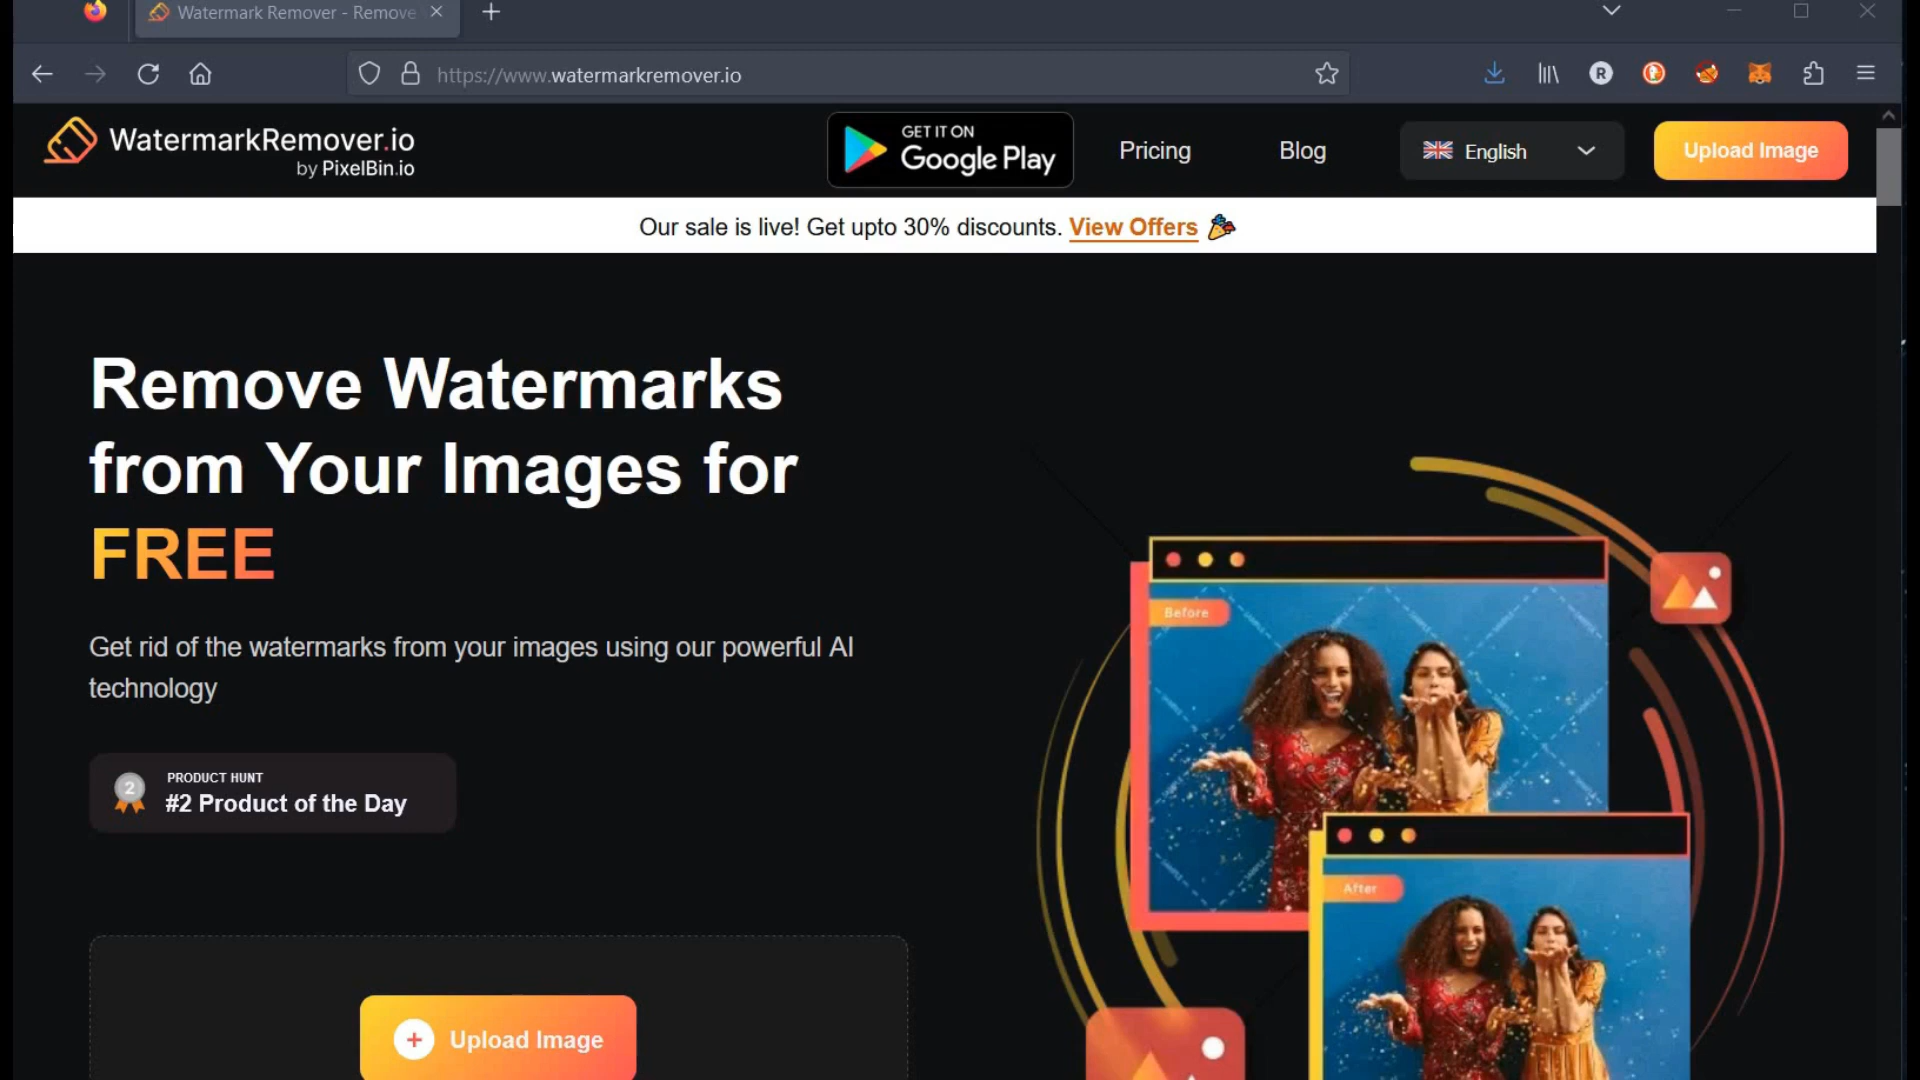 Watermark Remover - Remove
https://www.watermarkremover.io
WatermarkRemover.io
by PixelBin.io
GET IT ON
Google Play
Pricing
Blog
English
Upload Image
Our sale is live! Get upto 30% discounts. View Offers
Remove Watermarks
from Your Images for
FREE
Get rid of the watermarks from your images using our powerful AI
technology
2
PRODUCT HUNT
#2 Product of the Day
Upload Image
Before
After
R